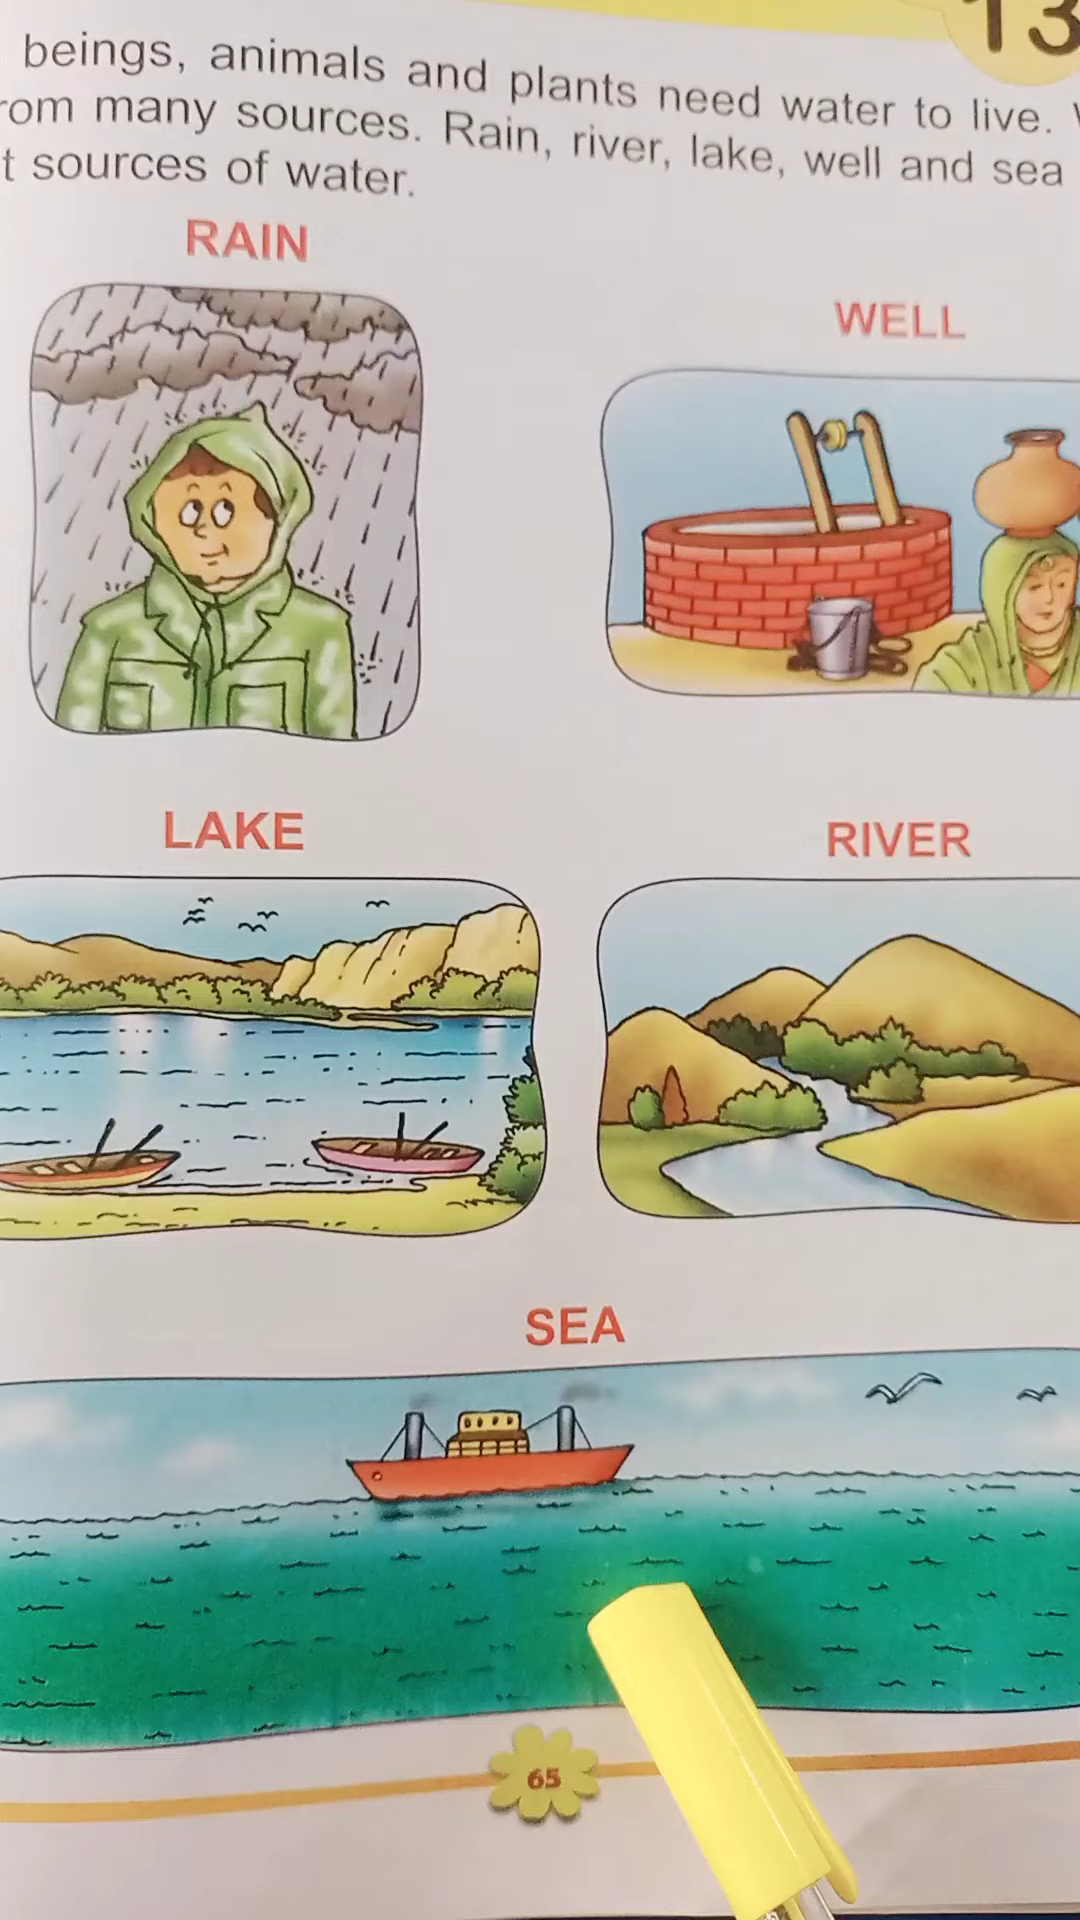 13
beings, animals and plants need water to live.
many sources. Rain, river, lake, well and sea
sources of water.
RAIN
WELL
LAKE
RIVER
SEA
65